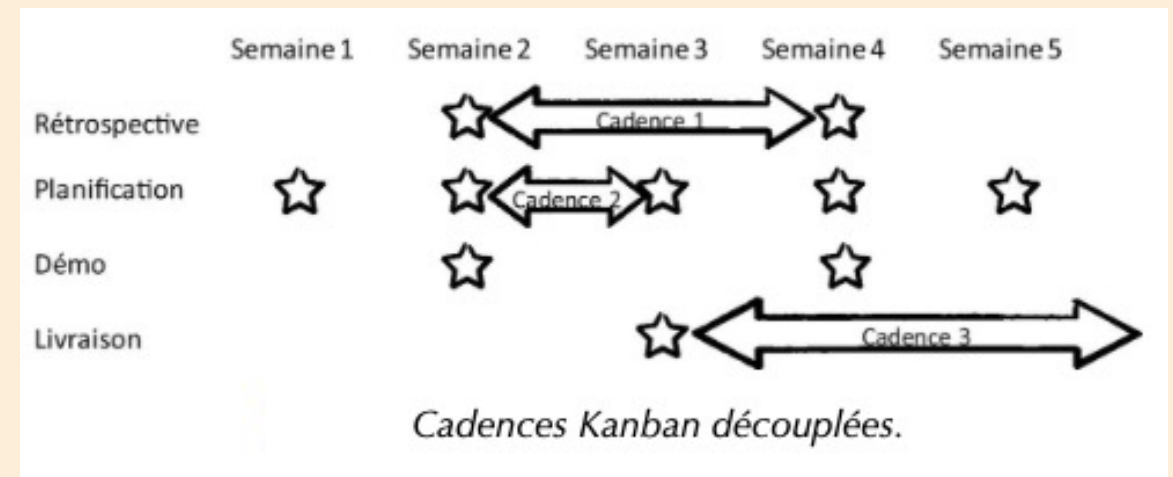 Semaine 1 Semaine 2 Semaine 3 Semaine 4 Semaine 5
Rétrospective Cadence 1
Planification Cadence 2
Démo
Livraison Cadence 3
Cadences Kanban découplées.